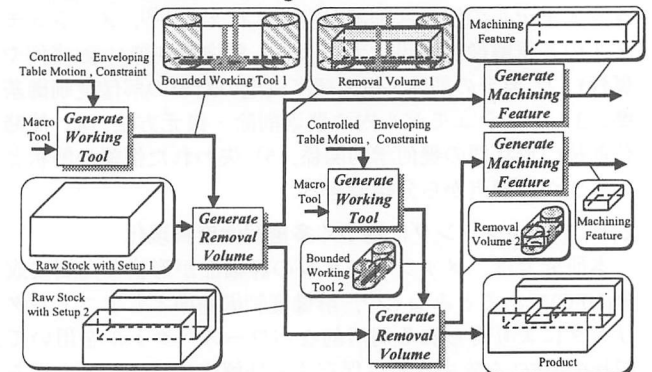 Controlled Enveloping
Table Motion , Constraint
Macro
Tool
Generate
Working
Tool
Bounded Working Tool 1
Removal Volume 1
Machining
Feature
Generate
Machining
Feature
Controlled Enveloping
Table Motion , Constraint
Macro
Tool
Generate
Working
Tool
Generate
Machining
Feature
Machining
Feature
Raw Stock with Setup 1
Generate
Removal
Volume
Removal
Volume 2
Bounded
Working
Tool 2
Raw Stock
with Setup 2
Generate
Removal
Volume
Product